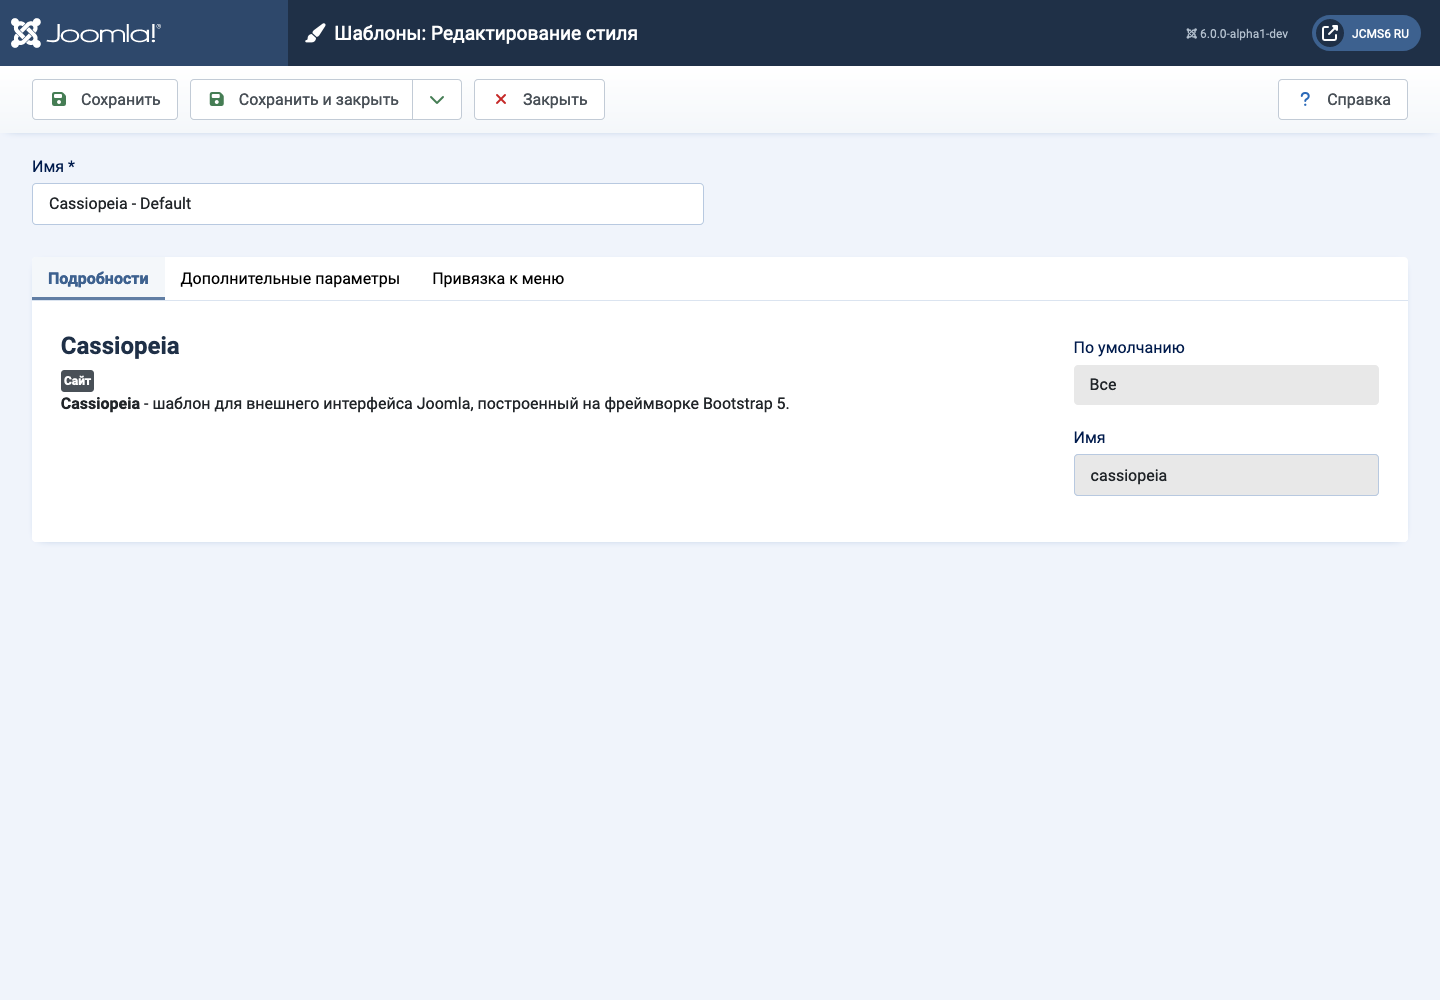 Joomla!®
Шаблоны: Редактирование стиля
6.0.0-alpha1-dev
JCMS6 RU
Сохранить
Сохранить и закрыть
Закрыть
? Справка
Имя *
Cassiopeia - Default
Подробности
Дополнительные параметры
Привязка к меню
Cassiopeia
Сайт
Cassiopeia - шаблон для внешнего интерфейса Joomla, построенный на фреймворке Bootstrap 5.
По умолчанию
Все
Имя
cassiopeia